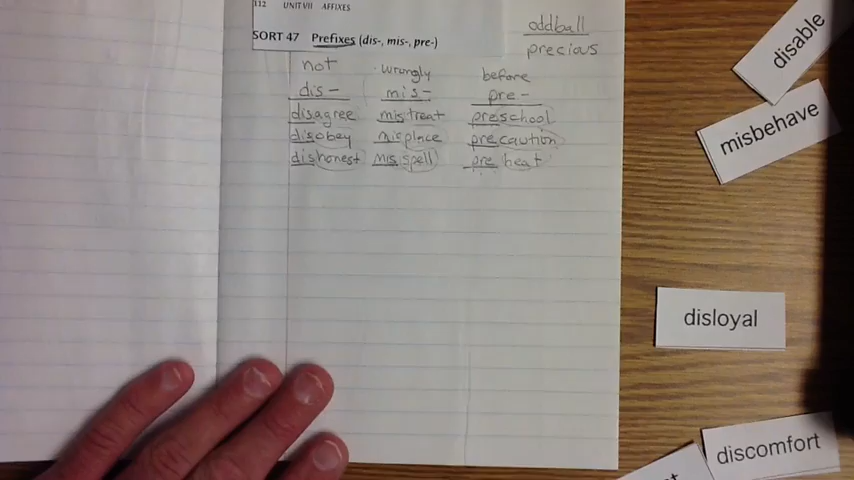 112 UNIT VII AFFIXES
SORT 47 Prefixes (dis-, mis-, pre-)
oddball
precious
not wrongly before
dis- mis- pre-
disagree mistreat preschool
disobey misplace precaution
dishonest misspell preheat
disable
misbehave
disloyal
discomfort